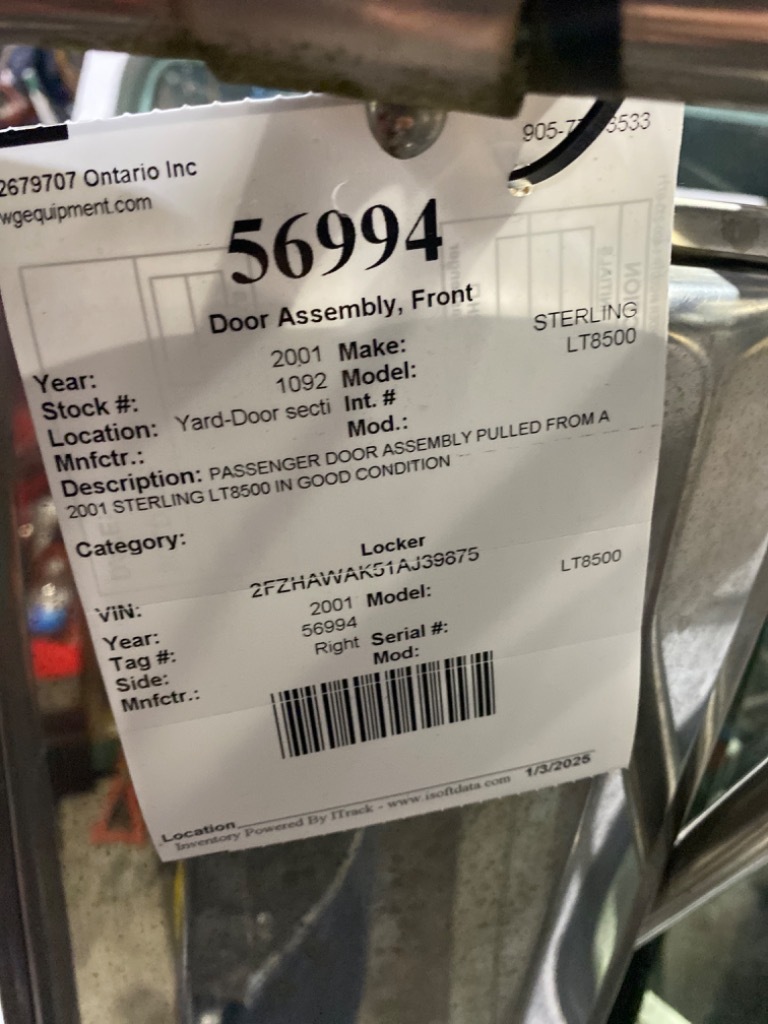 2679707 Ontario Inc
wgequipment.com
56994
Door Assembly, Front
Year: 2001 Make: STERLING
Stock #: 1092 Model: LT8500
Location: Yard-Door secti Int. #
Mnfctr.: Mod.:
Description: PASSENGER DOOR ASSEMBLY PULLED FROM A
2001 STERLING LT8500 IN GOOD CONDITION
Category: Locker
VIN: 2FZHAWAK51AJ39875
Year: 2001 Model: LT8500
Tag #: 56994
Side: Right Serial #:
Mnfctr.: Mod:
Location
Inventory Powered By ITrack - www.isoftdata.com 1/3/2025